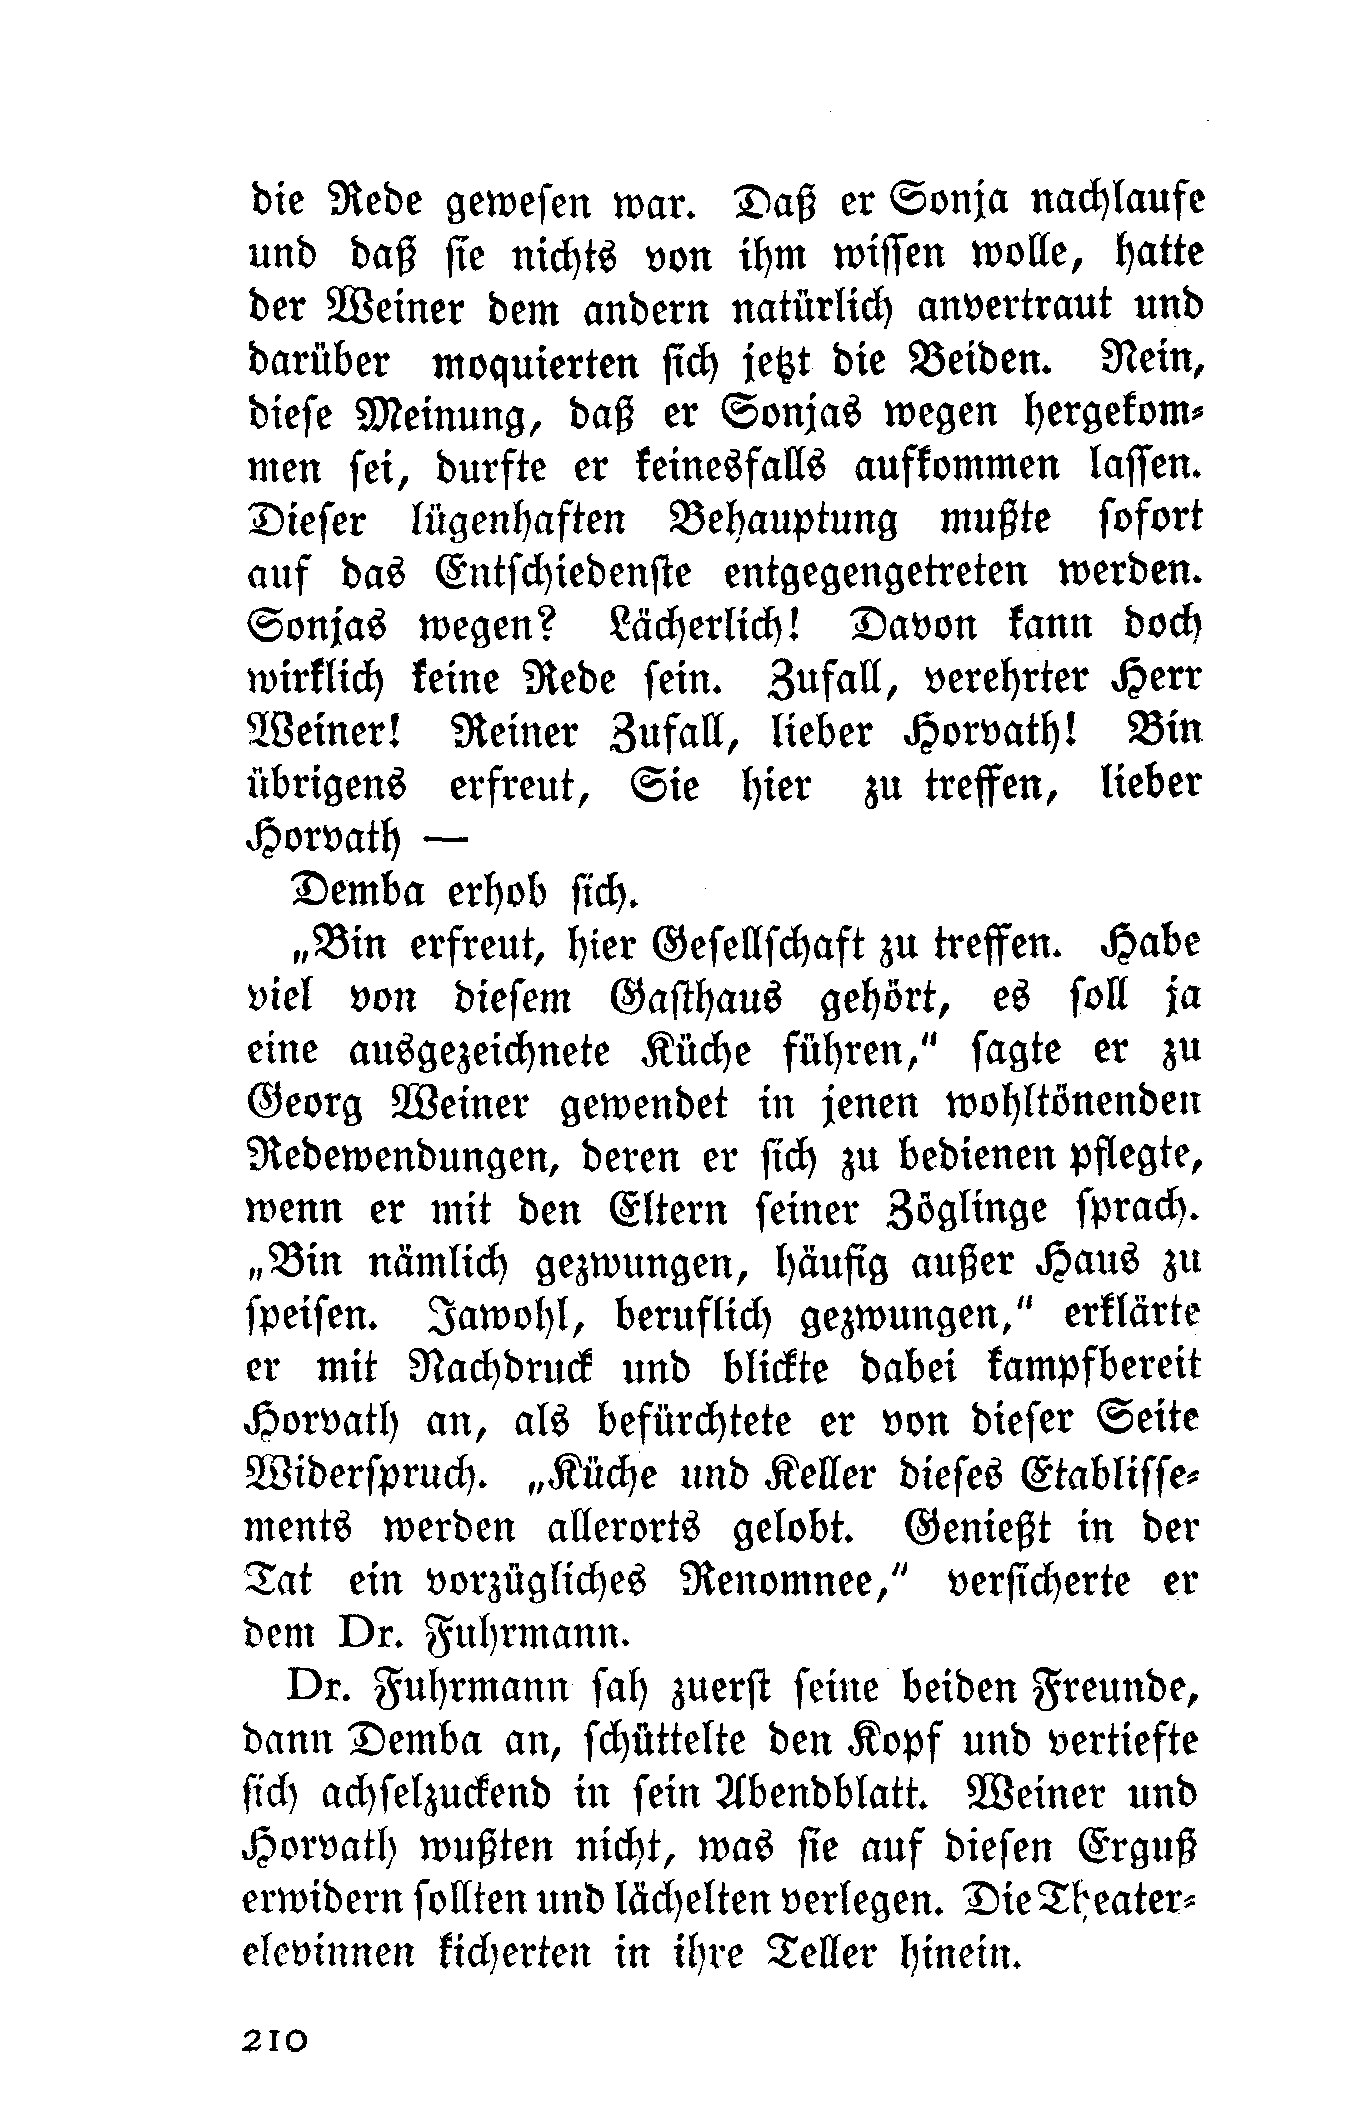 die Rede gewesen war. Daß er Sonja nachlaufe
und daß sie nichts von ihm wissen wolle, hatte
der Weiner dem andern natürlich anvertraut und
darüber moquierten sich jetzt die Beiden. Nein,
diese Meinung, daß er Sonjas wegen hergekom-
men sei, durfte er keinesfalls aufkommen lassen.
Dieser lügenhaften Behauptung mußte sofort
auf das Entschiedenste entgegengetreten werden.
Sonjas wegen? Lächerlich! Davon kann doch
wirklich keine Rede sein. Zufall, verehrter Herr
Weiner! Reiner Zufall, lieber Horvath! Bin
übrigens erfreut, Sie hier zu treffen, lieber
Horvath —
Demba erhob sich.
„Bin erfreut, hier Gesellschaft zu treffen. Habe
viel von diesem Gasthaus gehört, es soll ja
eine ausgezeichnete Küche führen,“ sagte er zu
Georg Weiner gewendet in jenen wohltönenden
Redewendungen, deren er sich zu bedienen pflegte,
wenn er mit den Eltern seiner Zöglinge sprach.
„Bin nämlich gezwungen, häufig außer Haus zu
speisen. Jawohl, beruflich gezwungen,“ erklärte
er mit Nachdruck und blickte dabei kampfbereit
Horvath an, als befürchtete er von dieser Seite
Widerspruch. „Küche und Keller dieses Etablisse-
ments werden allerorts gelobt. Genießt in der
Tat ein vorzügliches Renomnee,“ versicherte er
dem Dr. Fuhrmann.
Dr. Fuhrmann sah zuerst seine beiden Freunde,
dann Demba an, schüttelte den Kopf und vertiefte
sich achselzuckend in sein Abendblatt. Weiner und
Horvath wußten nicht, was sie auf diesen Erguß
erwidern sollten und lächelten verlegen. Die Theater-
elevinnen kicherten in ihre Teller hinein.
210